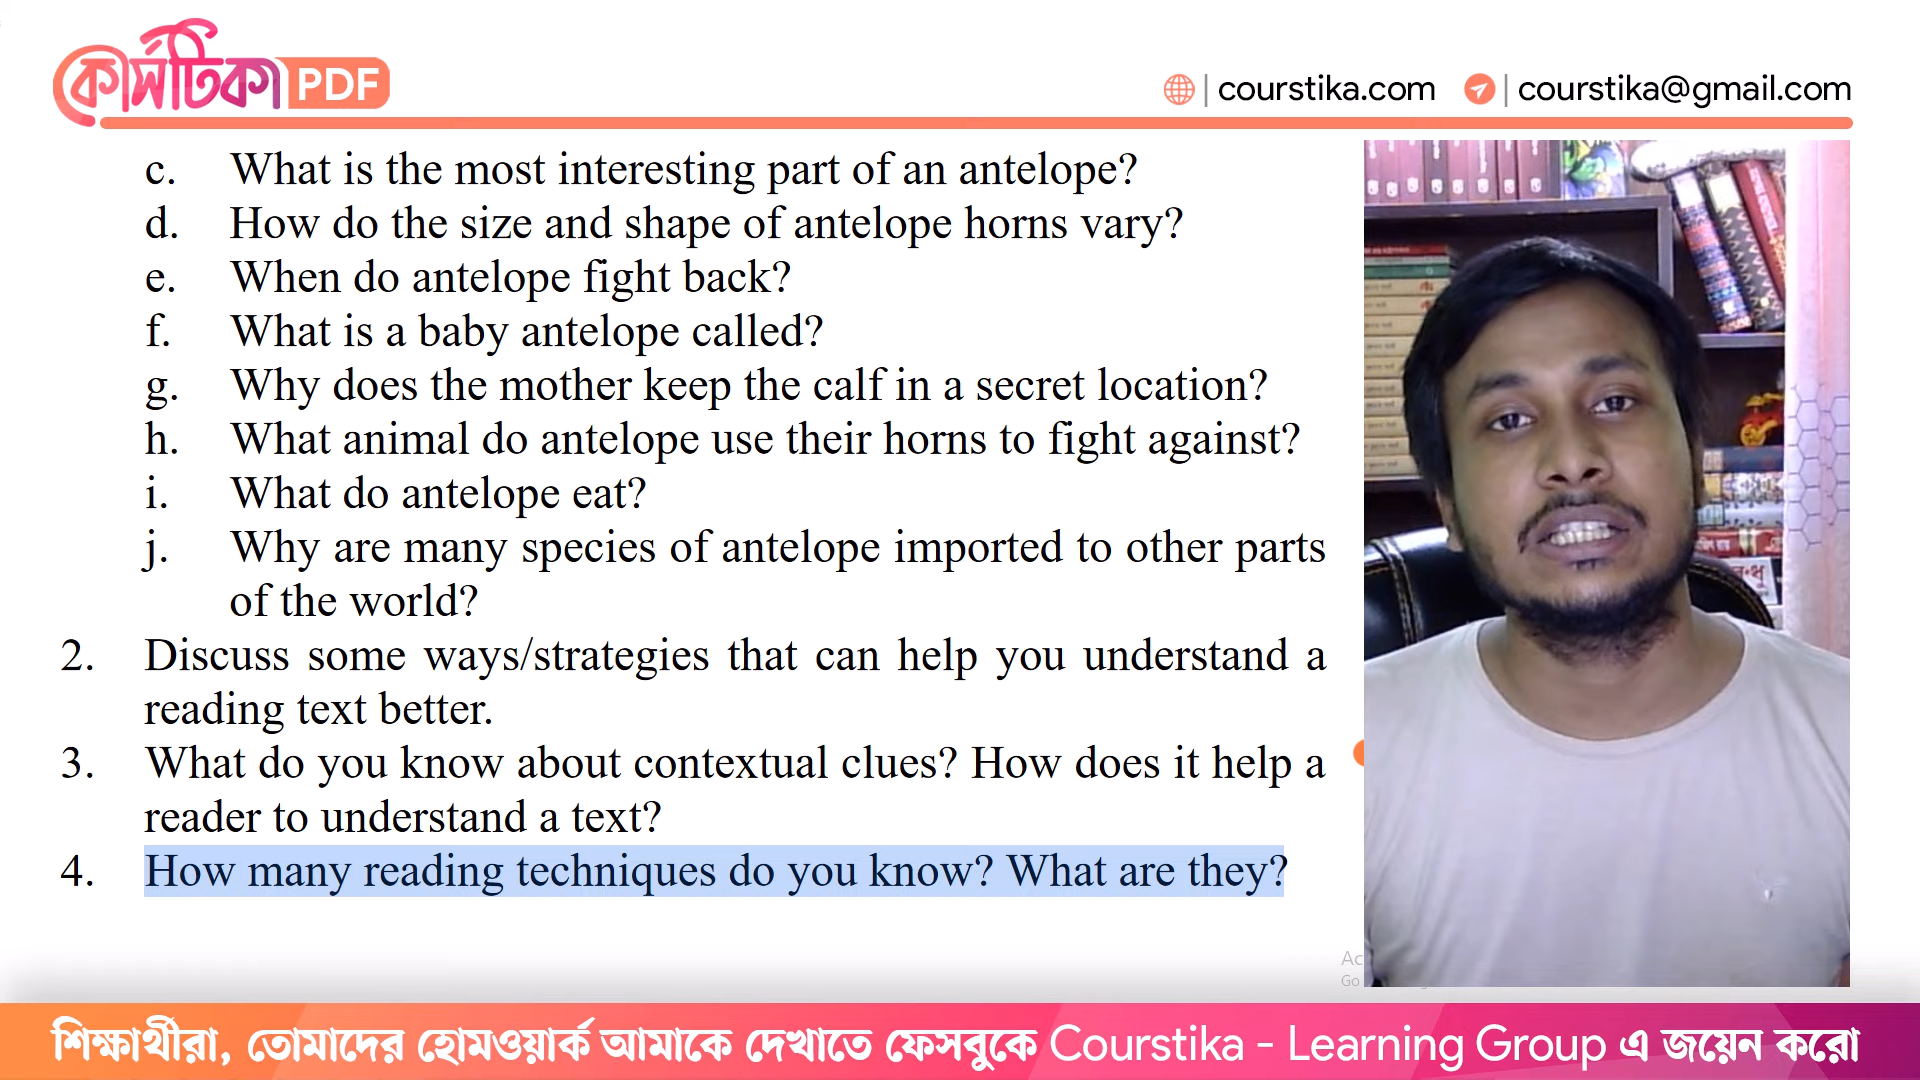 কোর্সটিকা PDF
| courstika.com | courstika@gmail.com
c. What is the most interesting part of an antelope?
d. How do the size and shape of antelope horns vary?
e. When do antelope fight back?
f. What is a baby antelope called?
g. Why does the mother keep the calf in a secret location?
h. What animal do antelope use their horns to fight against?
i. What do antelope eat?
j. Why are many species of antelope imported to other parts
of the world?
2. Discuss some ways/strategies that can help you understand a
reading text better.
3. What do you know about contextual clues? How does it help a
reader to understand a text?
4. How many reading techniques do you know? What are they?
Ac
Go
শিক্ষার্থীরা, তোমাদের হোমওয়ার্ক আমাকে দেখাতে ফেসবুকে Courstika - Learning Group এ জয়েন করো